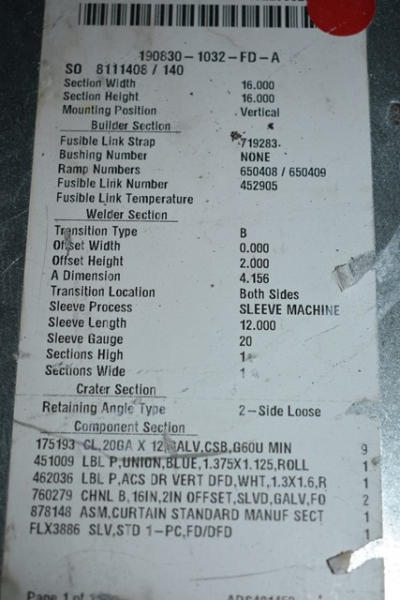 190830-1032-FD-A
SO 8111408 / 140
Section Width 16.000
Section Height 16.000
Mounting Position Vertical
Builder Section
Fusible Link Strap 719283
Bushing Number NONE
Ramp Numbers 650408 / 650409
Fusible Link Number 452905
Fusible Link Temperature
Welder Section
Transition Type B
Offset Width 0.000
Offset Height 2.000
A Dimension 4.156
Transition Location Both Sides
Sleeve Process SLEEVE MACHINE
Sleeve Length 12.000
Sleeve Gauge 20
Sections High 1
Sections Wide 1
Crater Section
Retaining Angle Type 2-Side Loose
Component Section
175193 CL,20GA X 12,GALV,CSB,G60U MIN 9
451009 LBL P,UNION,BLUE,1.375X1.125,ROLL 1
462036 LBL P,ACS DR VERT DFD,WHT,1.3X1.6,R 1
760279 CHNL B,16IN,2IN OFFSET,SLVD,GALV,FO 2
878148 ASM,CURTAIN STANDARD MANUF SECT 1
FLX3886 SLV,STD 1-PC,FD/DFD 1
Page 1 of